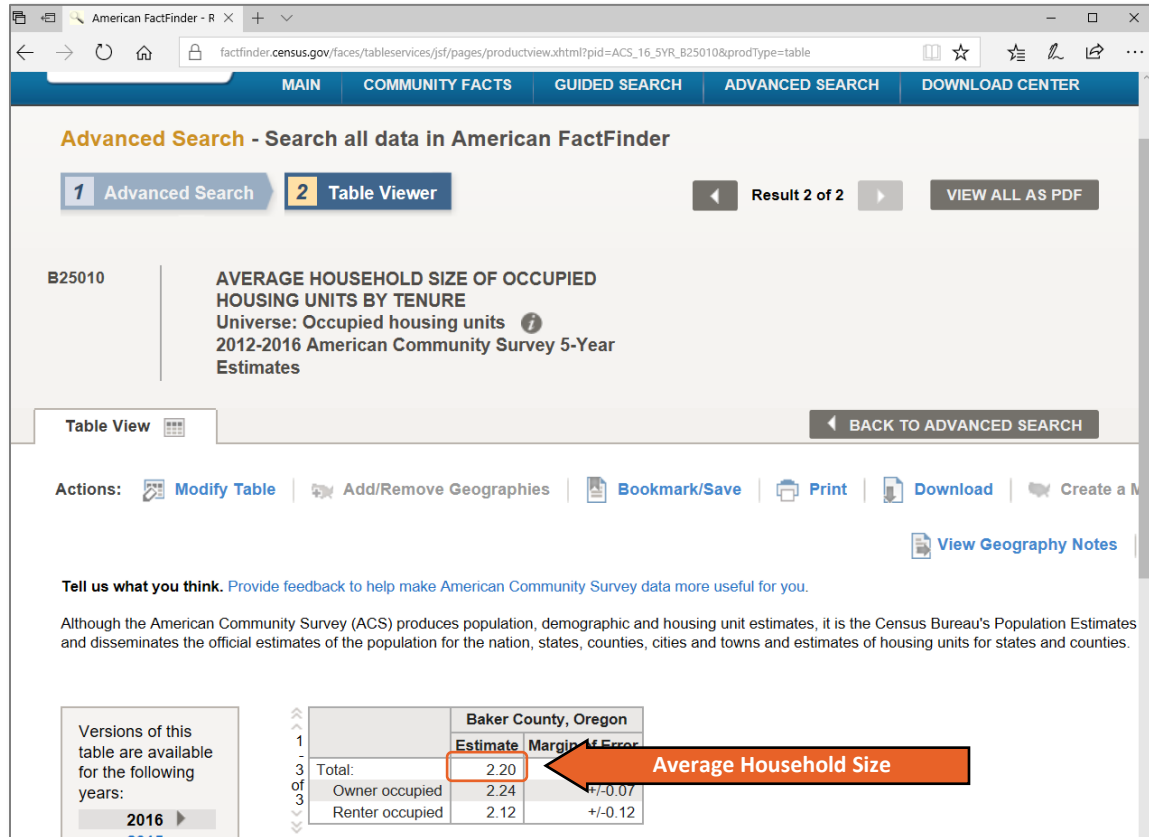 American FactFinder - R
factfinder.census.gov/faces/tableservices/jsf/pages/productview.xhtml?pid=ACS_16_5YR_B25010&prodType=table
MAIN COMMUNITY FACTS GUIDED SEARCH ADVANCED SEARCH DOWNLOAD CENTER
Advanced Search - Search all data in American FactFinder
1 Advanced Search 2 Table Viewer Result 2 of 2 VIEW ALL AS PDF
B25010 AVERAGE HOUSEHOLD SIZE OF OCCUPIED
HOUSING UNITS BY TENURE
Universe: Occupied housing units
2012-2016 American Community Survey 5-Year
Estimates
Table View BACK TO ADVANCED SEARCH
Actions: Modify Table Add/Remove Geographies Bookmark/Save Print Download Create a M
View Geography Notes
Tell us what you think. Provide feedback to help make American Community Survey data more useful for you.
Although the American Community Survey (ACS) produces population, demographic and housing unit estimates, it is the Census Bureau's Population Estimates
and disseminates the official estimates of the population for the nation, states, counties, cities and towns and estimates of housing units for states and counties.
Versions of this
table are available
for the following
years:
2016
1
-
3
of
3
Baker County, Oregon
Estimate Margin of Error
Total: 2.20
Owner occupied 2.24 +/-0.07
Renter occupied 2.12 +/-0.12
Average Household Size